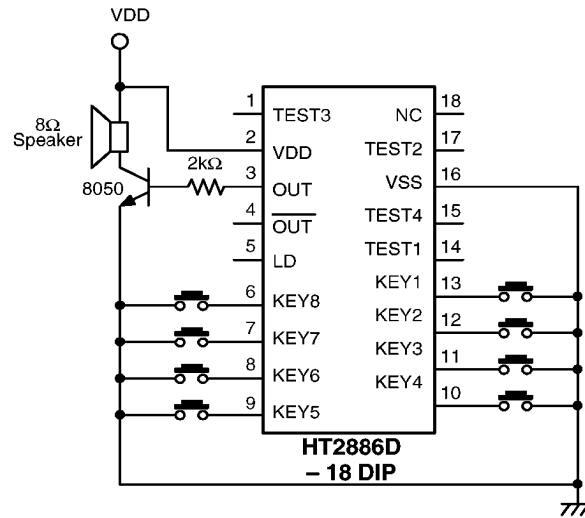 VDD
8Ω
Speaker
8050
2kΩ
1 TEST3
2 VDD
3 OUT
4 OUT
5 LD
6 KEY8
7 KEY7
8 KEY6
9 KEY5
NC 18
TEST2 17
VSS 16
TEST4 15
TEST1 14
KEY1 13
KEY2 12
KEY3 11
KEY4 10
HT2886D
– 18 DIP